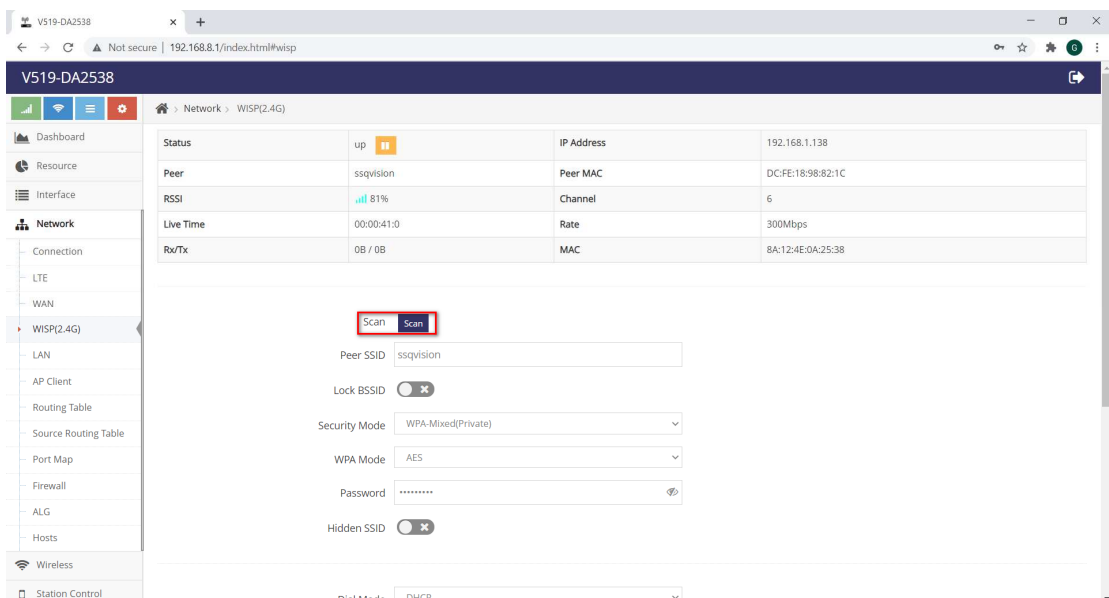 V519-DA2538
Not secure | 192.168.8.1/index.html#wisp
G
V519-DA2538
Network > WISP(2.4G)
Dashboard
Resource
Interface
Network
Connection
LTE
WAN
WISP(2.4G)
LAN
AP Client
Routing Table
Source Routing Table
Port Map
Firewall
ALG
Hosts
Wireless
Station Control
Status up IP Address 192.168.1.138
Peer ssqvision Peer MAC DC:FE:18:98:82:1C
RSSI 81% Channel 6
Live Time 00:00:41:0 Rate 300Mbps
Rx/Tx 0B / 0B MAC 8A:12:4E:0A:25:38
Scan Scan
Peer SSID ssqvision
Lock BSSID
Security Mode WPA-Mixed(Private)
WPA Mode AES
Password •••••••••
Hidden SSID
Dial Mode DHCP